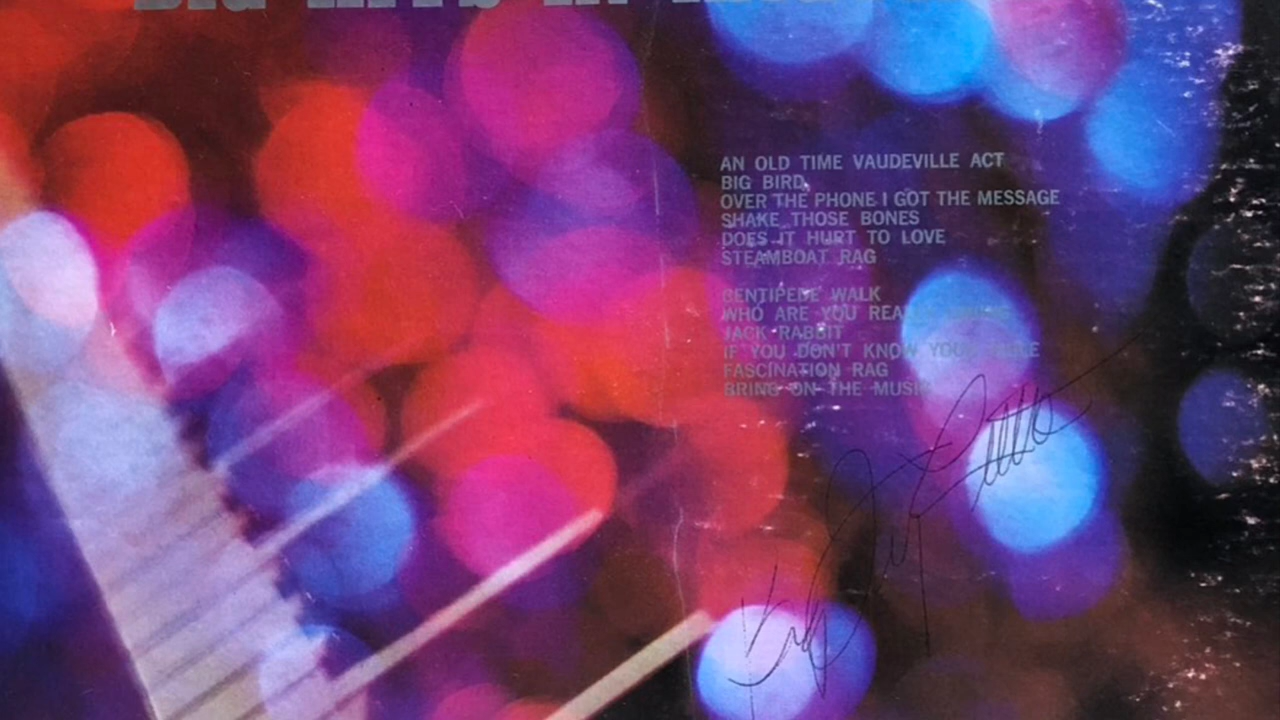 AN OLD TIME VAUDEVILLE ACT
BIG BIRD
OVER THE PHONE I GOT THE MESSAGE
SHAKE THOSE BONES
DOES IT HURT TO LOVE
STEAMBOAT RAG
CENTIPEDE WALK
WHO ARE YOU REALLY
JACK RABBIT
IF YOU DON'T KNOW YOUR
FASCINATION RAG
BRING ON THE MUSIC